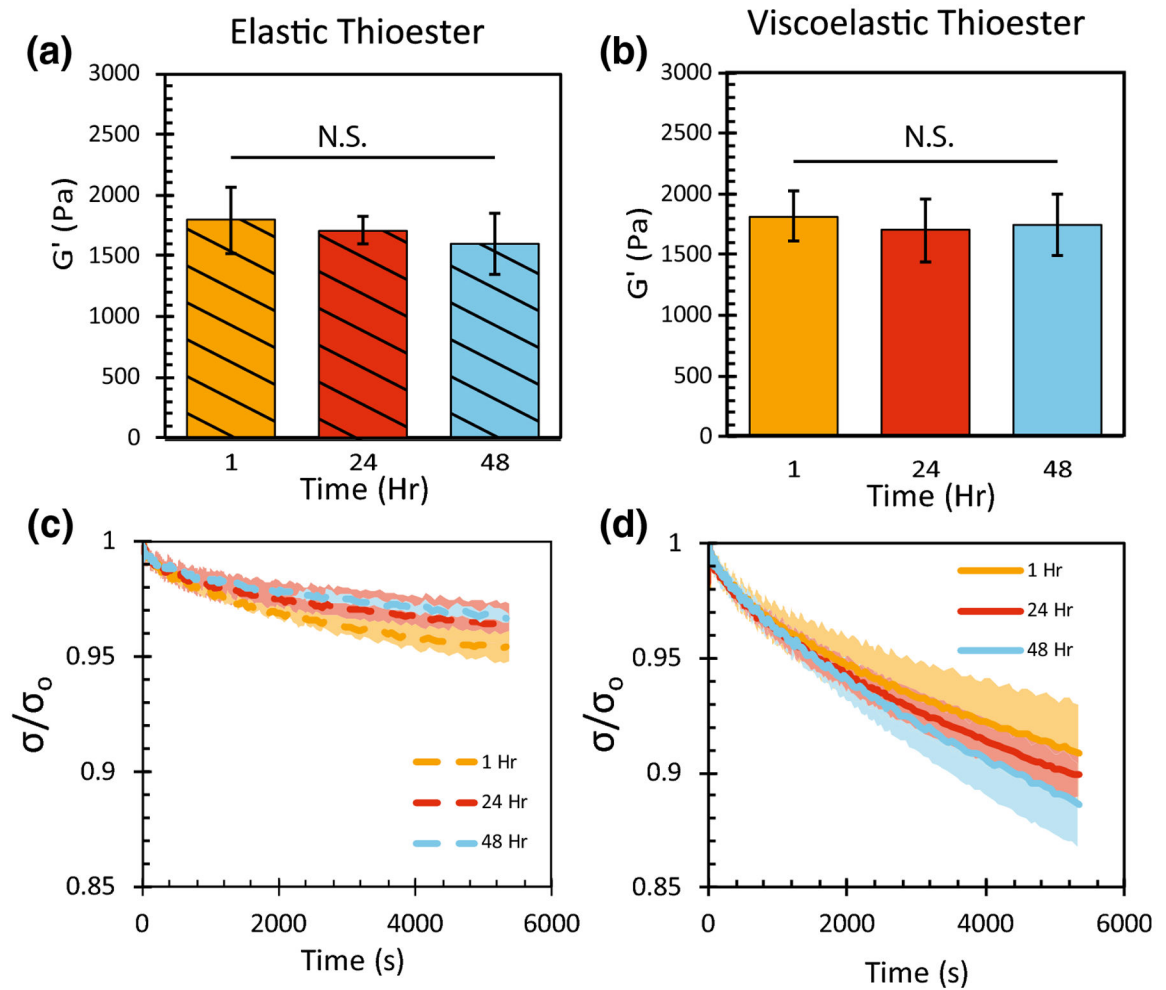 Elastic Thioester
Viscoelastic Thioester
(a)
3000
2500
2000
1500
1000
500
0
G' (Pa)
N.S.
1 24 48
Time (Hr)
(b)
3000
2500
2000
1500
1000
500
0
G' (Pa)
N.S.
1 24 48
Time (Hr)
(c)
1
0.95
0.9
0.85
σ/σo
1 Hr
24 Hr
48 Hr
0 2000 4000 6000
Time (s)
(d)
1
0.95
0.9
0.85
σ/σo
1 Hr
24 Hr
48 Hr
0 2000 4000 6000
Time (s)